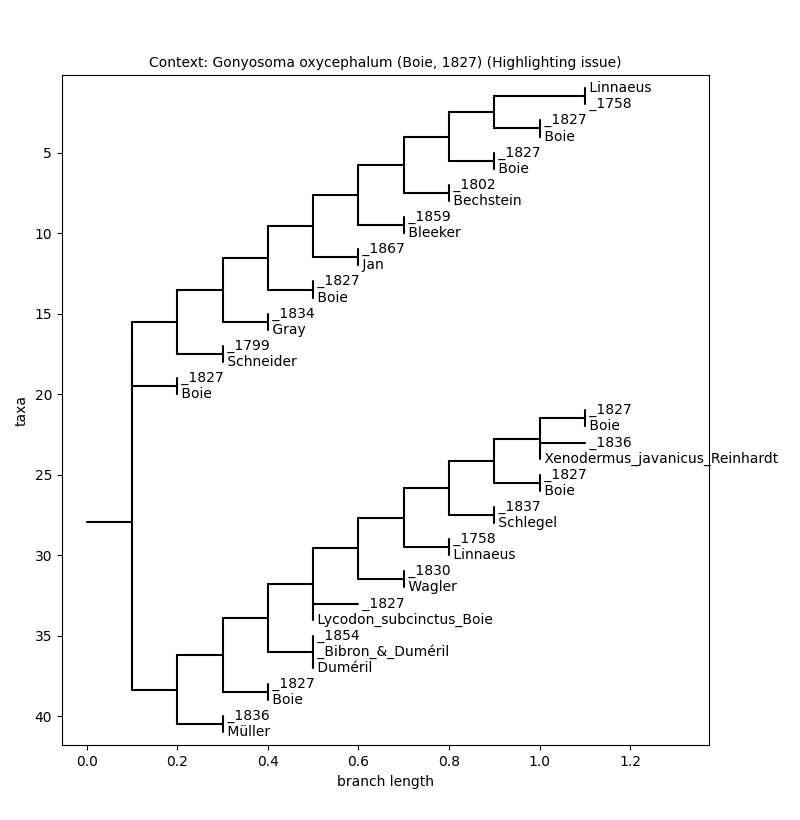 Context: Gonyosoma oxycephalum (Boie, 1827) (Highlighting issue)
Linnaeus
_1758
_1827
Boie
_1827
Boie
_1802
Bechstein
_1859
Bleeker
_1867
Jan
_1827
Boie
_1834
Gray
_1799
Schneider
_1827
Boie
_1827
Boie
_1836
Xenodermus_javanicus_Reinhardt
_1827
Boie
_1837
Schlegel
_1758
Linnaeus
_1830
Wagler
_1827
Lycodon_subcinctus_Boie
_1854
_Bibron_&_Duméril
Duméril
_1827
Boie
_1836
Müller
5
10
15
20
25
30
35
40
taxa
0.0 0.2 0.4 0.6 0.8 1.0 1.2
branch length